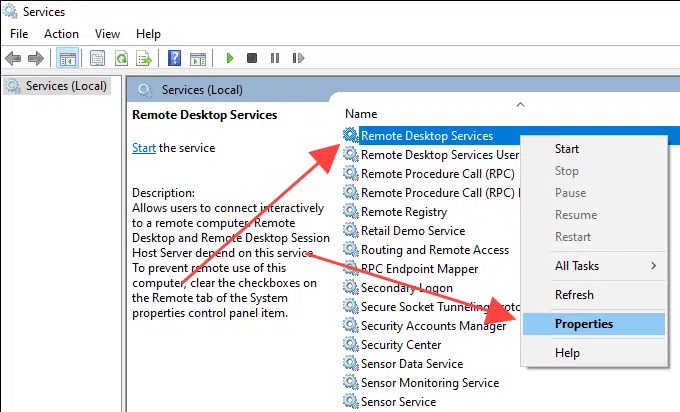 Services
File Action View Help
Services (Local)
Services (Local)
Remote Desktop Services
Start the service
Description:
Allows users to connect interactively
to a remote computer. Remote
Desktop and Remote Desktop Session
Host Server depend on this service.
To prevent remote use of this
computer, clear the checkboxes on
the Remote tab of the System
properties control panel item.
Name
Remote Desktop Services
Remote Desktop Services User
Remote Procedure Call (RPC)
Remote Procedure Call (RPC)
Remote Registry
Retail Demo Service
Routing and Remote Access
RPC Endpoint Mapper
Secondary Logon
Secure Socket Tunneling
Security Accounts Manager
Security Center
Sensor Data Service
Sensor Monitoring Service
Sensor Service
Start
Stop
Pause
Resume
Restart
All Tasks
Refresh
Properties
Help